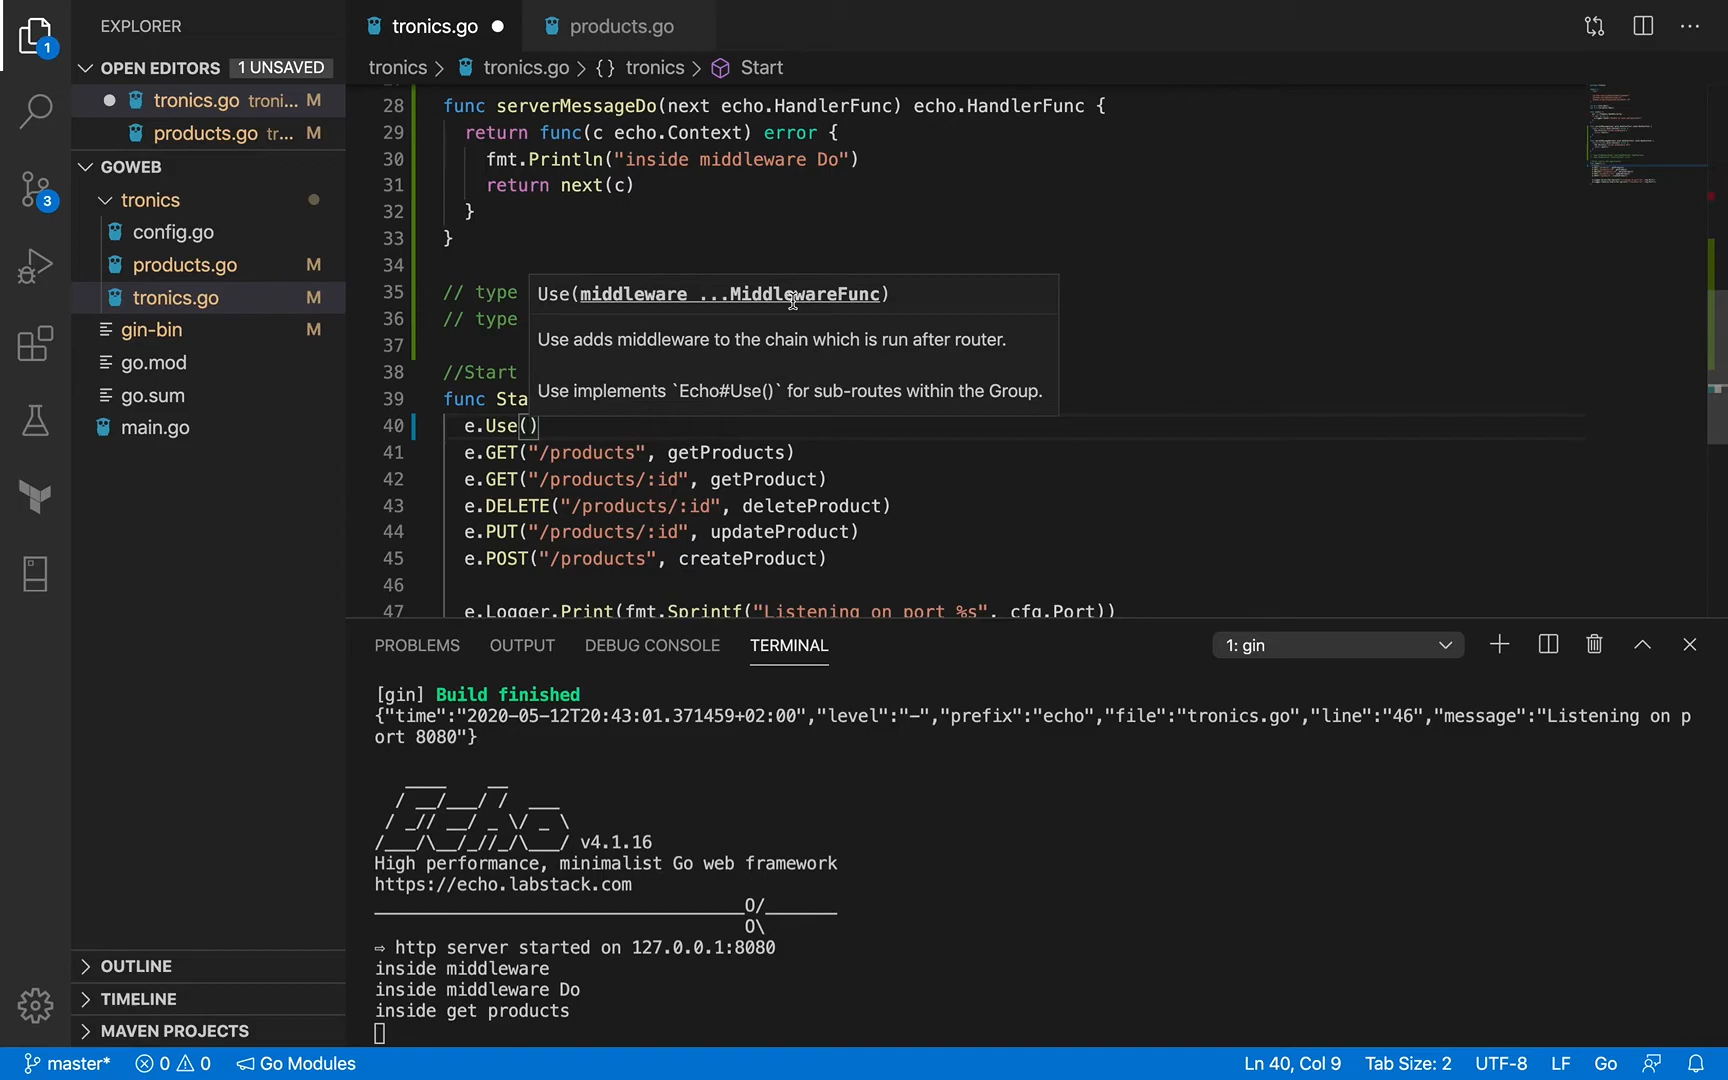 EXPLORER
tronics.go
products.go
OPEN EDITORS 1 UNSAVED
tronics > tronics.go > {} tronics > Start
tronics.go troni... M
products.go tr... M
GOWEB
tronics
config.go
products.go M
tronics.go M
gin-bin M
go.mod
go.sum
main.go
OUTLINE
TIMELINE
MAVEN PROJECTS
1
3
28 func serverMessageDo(next echo.HandlerFunc) echo.HandlerFunc {
29 return func(c echo.Context) error {
30 fmt.Println("inside middleware Do")
31 return next(c)
32 }
33 }
34
35 // type
36 // type
37
38 //Start
39 func Sta
Use(middleware ...MiddlewareFunc)
Use adds middleware to the chain which is run after router.
Use implements `Echo#Use()` for sub-routes within the Group.
40 e.Use()
41 e.GET("/products", getProducts)
42 e.GET("/products/:id", getProduct)
43 e.DELETE("/products/:id", deleteProduct)
44 e.PUT("/products/:id", updateProduct)
45 e.POST("/products", createProduct)
46
47 e.Logger.Print(fmt.Sprintf("Listening on port %s", cfg.Port))
PROBLEMS OUTPUT DEBUG CONSOLE TERMINAL 1: gin
[gin] Build finished
{"time":"2020-05-12T20:43:01.371459+02:00","level":"-","prefix":"echo","file":"tronics.go","line":"46","message":"Listening on p
ort 8080"}
v4.1.16
High performance, minimalist Go web framework
https://echo.labstack.com
____________________________________O/_______
O\
⇨ http server started on 127.0.0.1:8080
inside middleware
inside middleware Do
inside get products
master* 0 0 Go Modules Ln 40, Col 9 Tab Size: 2 UTF-8 LF Go